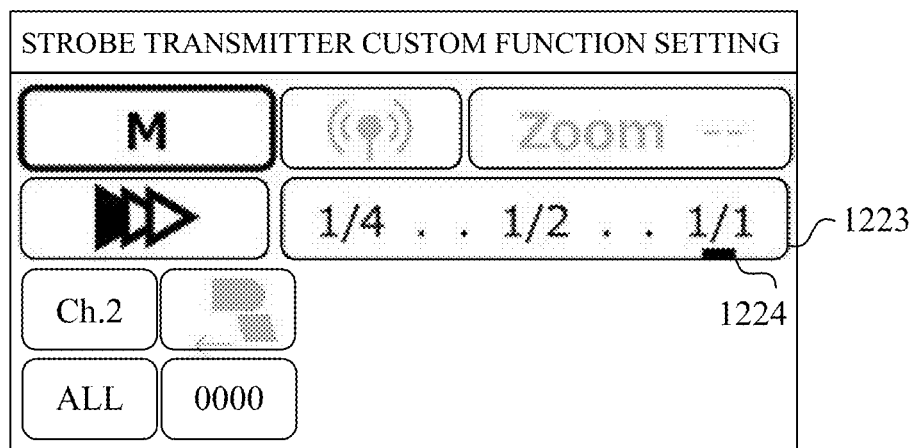 STROBE TRANSMITTER CUSTOM FUNCTION SETTING
M Zoom --
1/4 . . 1/2 . . 1/1 1223
Ch.2 1224
ALL 0000